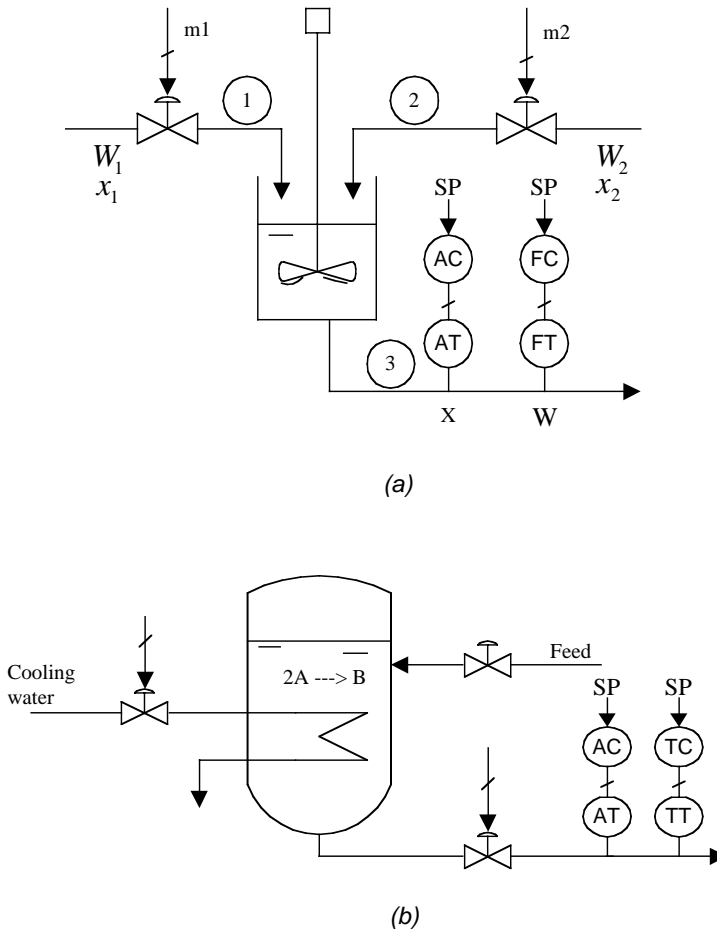 m1
m2
1
2
W1
x1
W2
x2
SP
SP
AC
FC
AT
FT
3
X
W
(a)
Cooling
water
2A ---> B
Feed
SP
SP
AC
TC
AT
TT
(b)